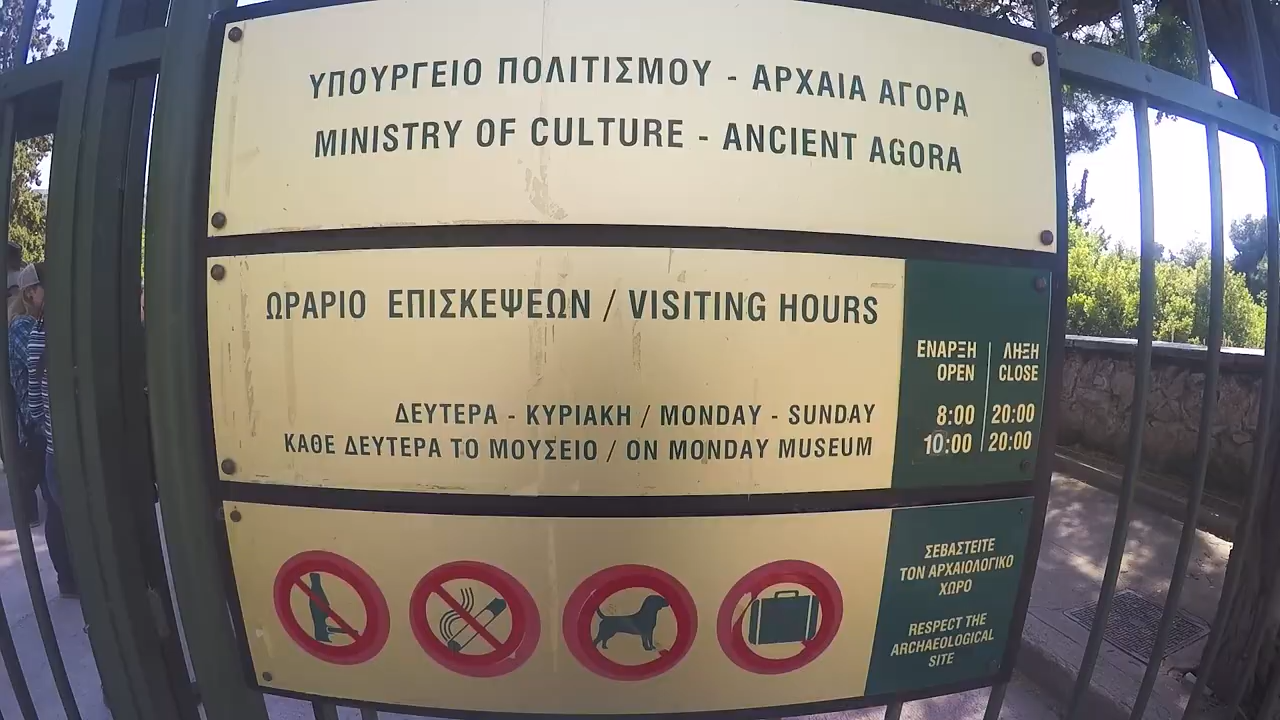 ΥΠΟΥΡΓΕΙΟ ΠΟΛΙΤΙΣΜΟΥ - ΑΡΧΑΙΑ ΑΓΟΡΑ
MINISTRY OF CULTURE - ANCIENT AGORA
ΩΡΑΡΙΟ ΕΠΙΣΚΕΨΕΩΝ / VISITING HOURS
ΕΝΑΡΞΗ ΛΗΞΗ
OPEN CLOSE
ΔΕΥΤΕΡΑ - ΚΥΡΙΑΚΗ / MONDAY - SUNDAY 8:00 20:00
ΚΑΘΕ ΔΕΥΤΕΡΑ ΤΟ ΜΟΥΣΕΙΟ / ON MONDAY MUSEUM 10:00 20:00
ΣΕΒΑΣΤΕΙΤΕ
ΤΟΝ ΑΡΧΑΙΟΛΟΓΙΚΟ
ΧΩΡΟ
RESPECT THE
ARCHAEOLOGICAL
SITE